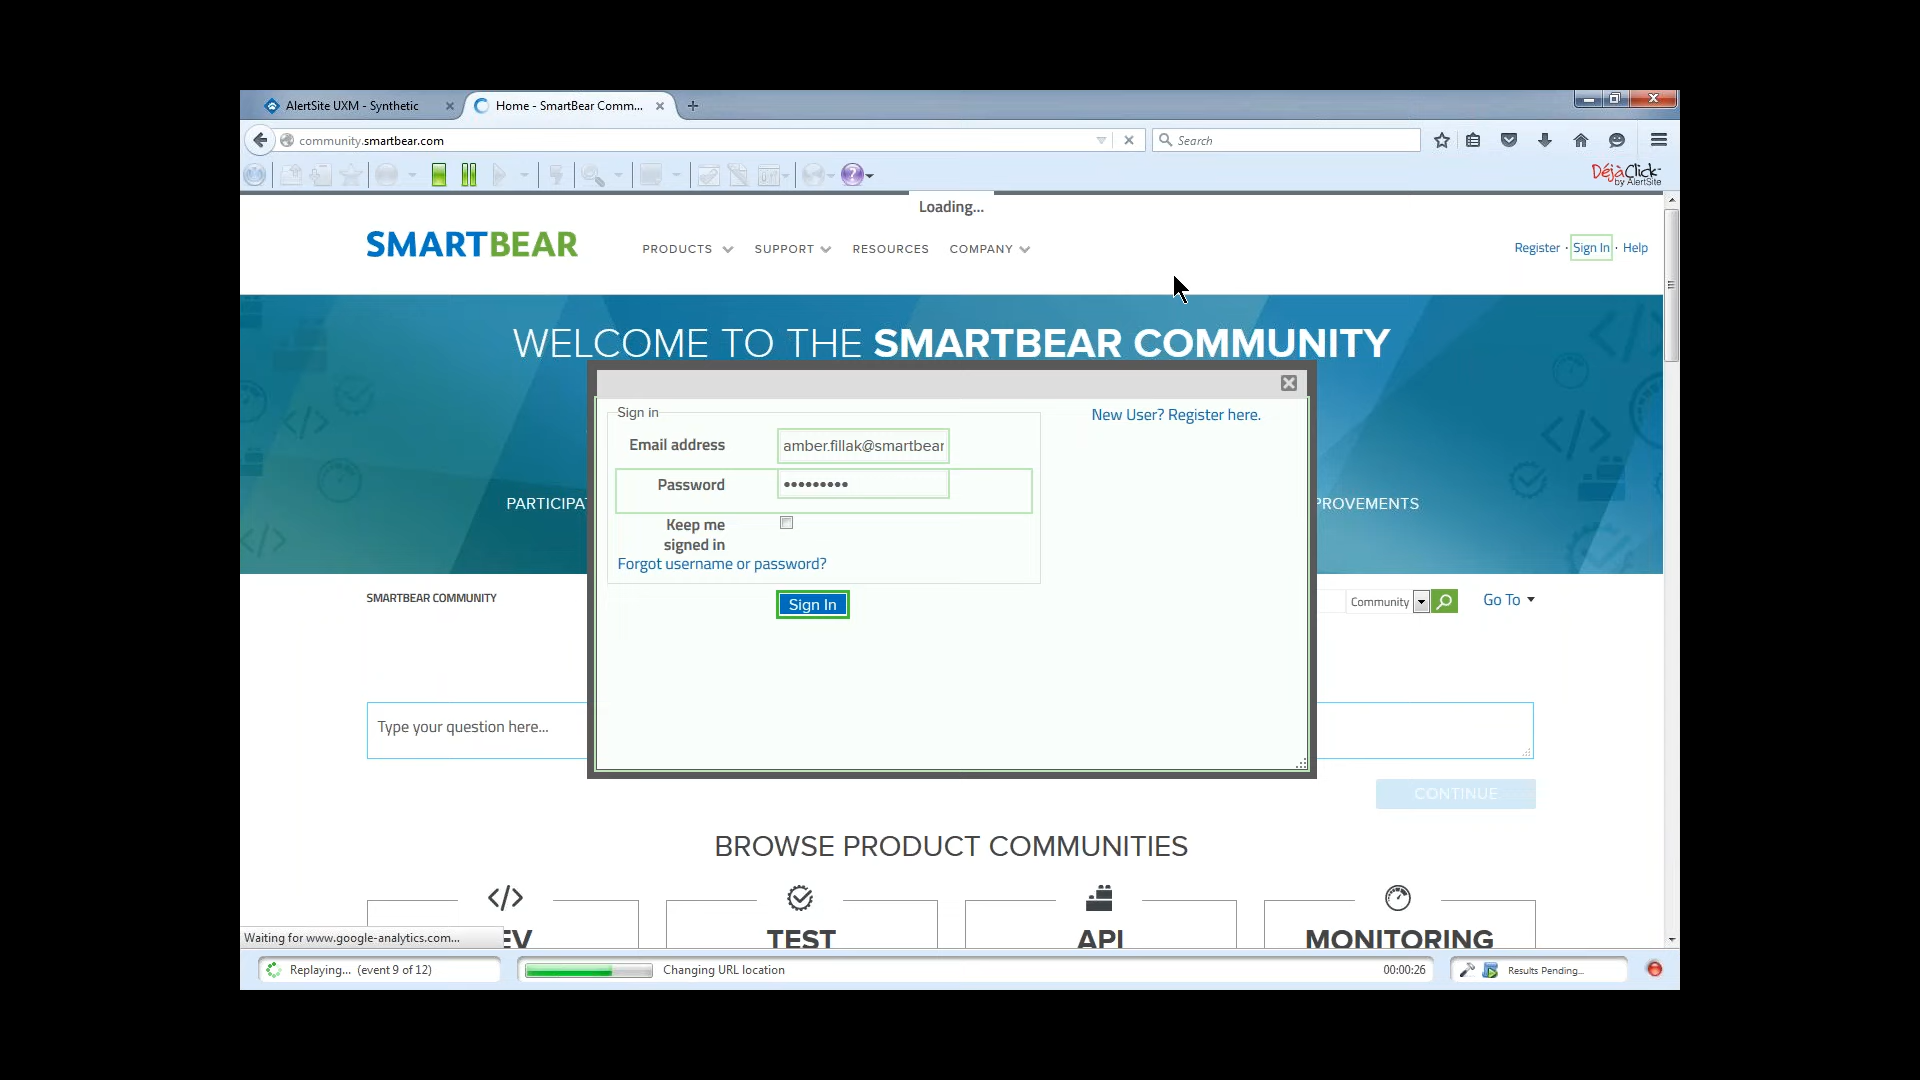 AlertSite UXM - Synthetic
Home - SmartBear Comm...
community.smartbear.com
Search
DéjàClick
by AlertSite
Loading...
SMARTBEAR
PRODUCTS
SUPPORT
RESOURCES
COMPANY
Register · Sign In · Help
WELCOME TO THE SMARTBEAR COMMUNITY
Sign in
New User? Register here.
Email address
amber.fillak@smartbear
Password
•••••••••
PARTICIPAT
PROVEMENTS
Keep me
signed in
Forgot username or password?
Sign In
SMARTBEAR COMMUNITY
Community
Go To
Type your question here...
CONTINUE
BROWSE PRODUCT COMMUNITIES
EV
TEST
API
MONITORING
Waiting for www.google-analytics.com...
Replaying... (event 9 of 12)
Changing URL location
00:00:26
Results Pending...